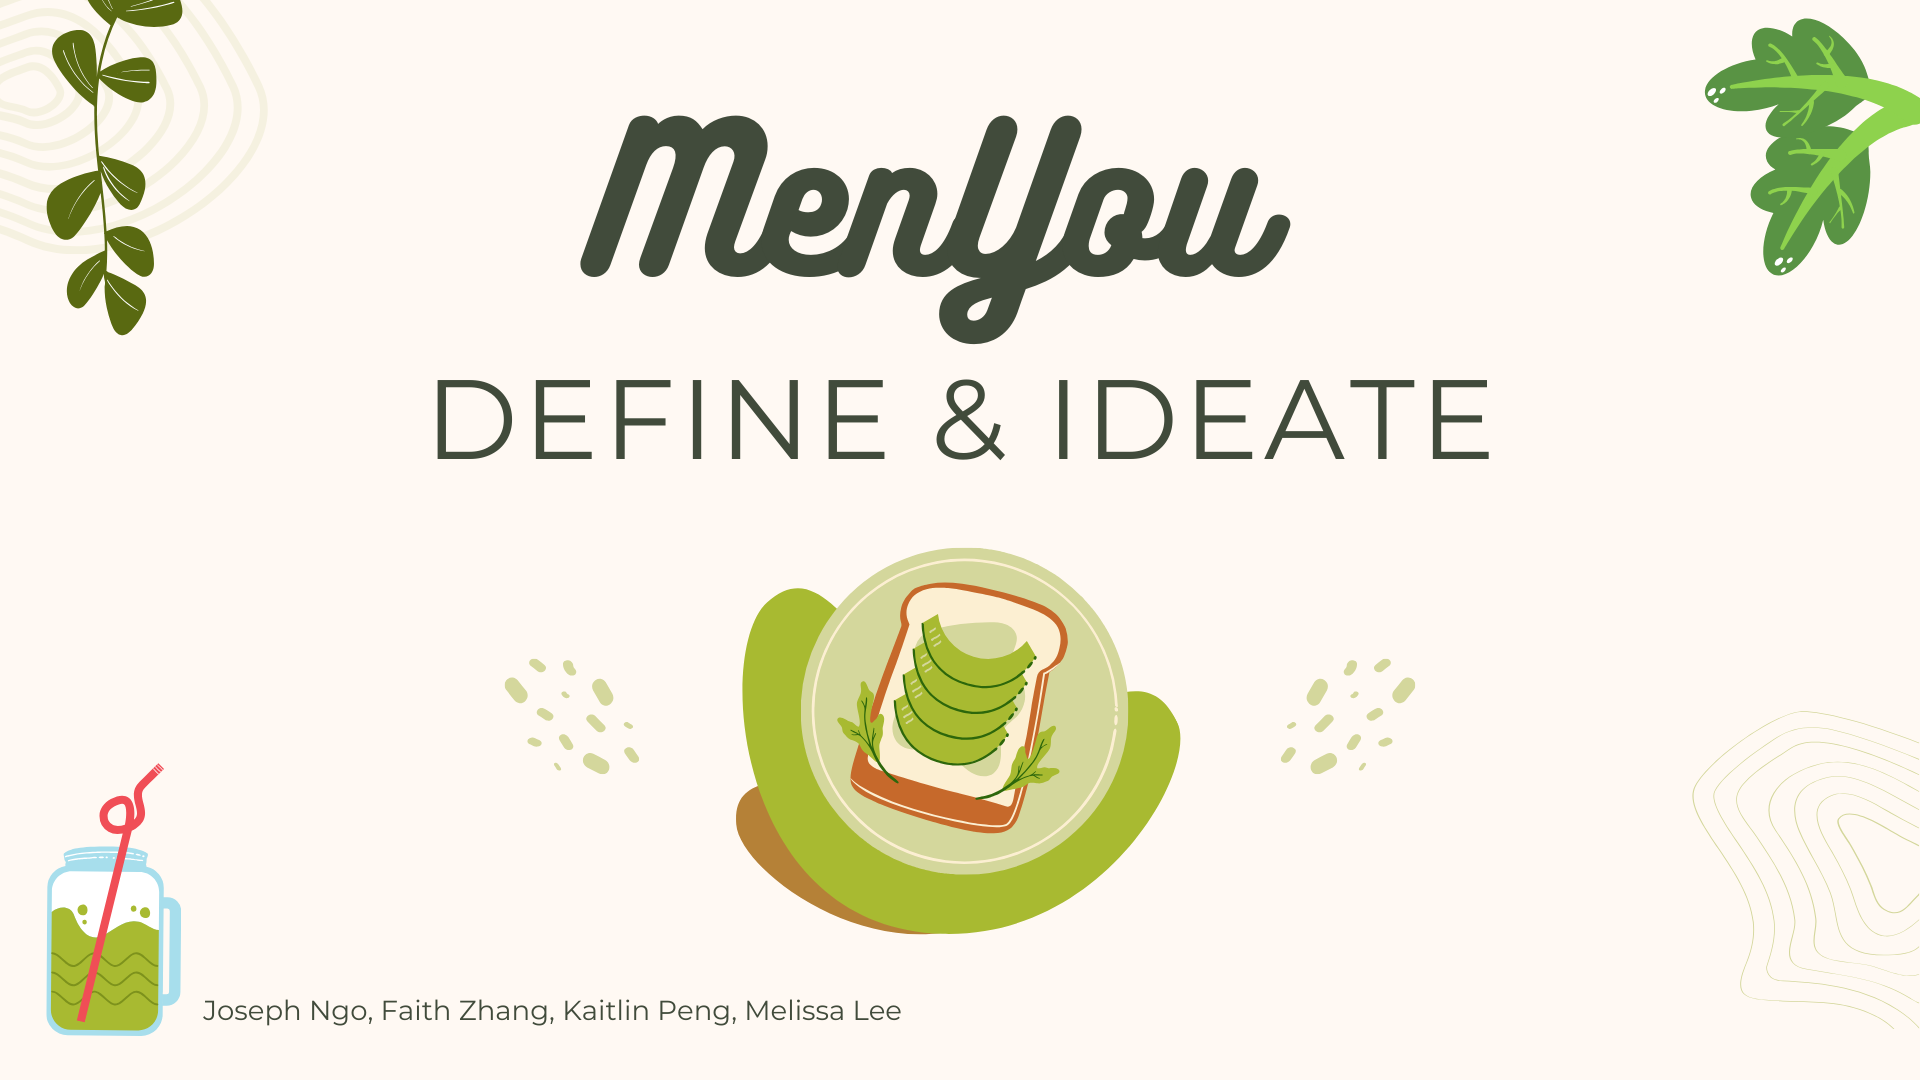 MenYou
DEFINE & IDEATE
Joseph Ngo, Faith Zhang, Kaitlin Peng, Melissa Lee